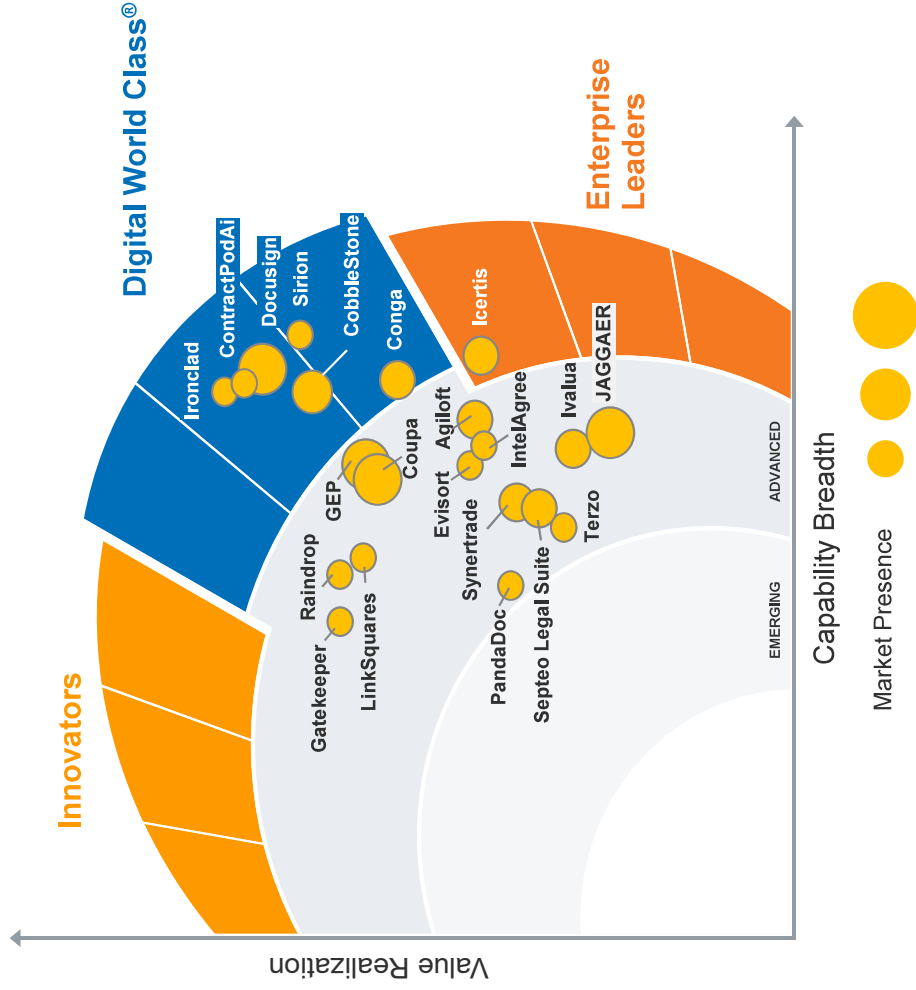 Digital World Class®
Innovators
Enterprise
Leaders
Ironclad
ContractPodAi
Docusign
Sirion
CobbleStone
Conga
Icertis
GEP
Coupa
Agiloft
IntelAgree
Evisort
Ivalua
JAGGAER
Raindrop
Gatekeeper
LinkSquares
Synertrade
Septeo Legal Suite
Terzo
PandaDoc
ADVANCED
EMERGING
Value Realization
Capability Breadth
Market Presence